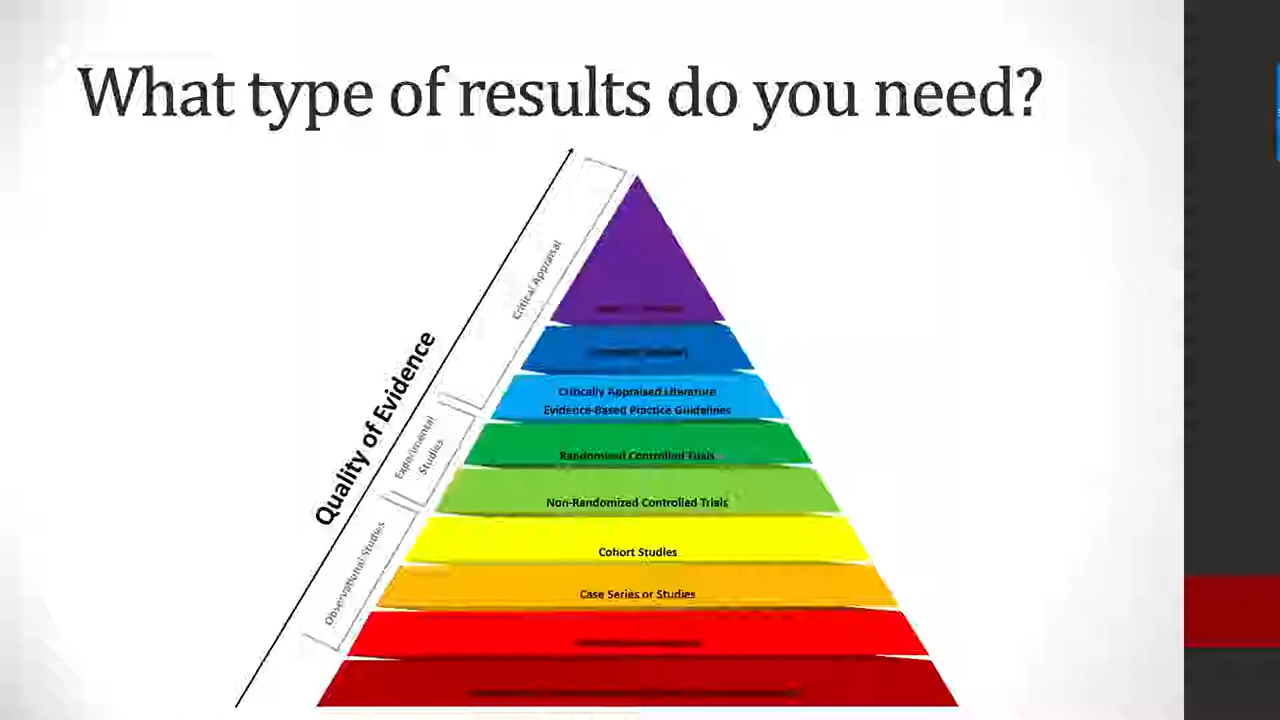 What type of results do you need?
Critical Appraisal
Quality of Evidence
Critically Appraised Literature
Evidence-Based Practice Guidelines
Experimental
Studies
Randomized Controlled Trials
Non-Randomized Controlled Trials
Observational Studies
Cohort Studies
Case Series or Studies